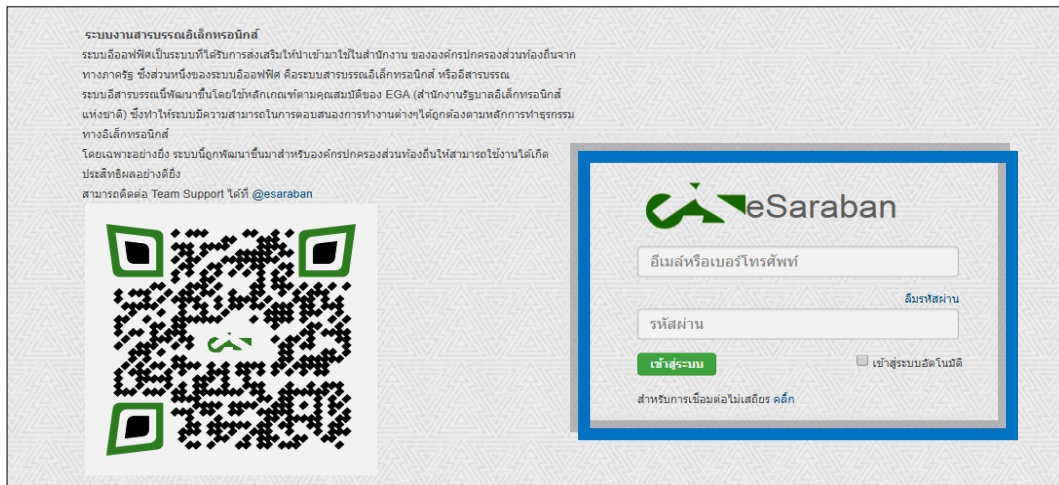 ระบบงานสารบรรณอิเล็กทรอนิกส์
ระบบอีออฟฟิศเป็นระบบที่ได้รับการส่งเสริมให้นำเข้ามาใช้ในสำนักงาน ขององค์กรปกครองส่วนท้องถิ่นจาก
ทางภาครัฐ ซึ่งส่วนหนึ่งของระบบอีออฟฟิศ คือระบบสารบรรณอิเล็กทรอนิกส์ หรืออีสารบรรณ
ระบบอีสารบรรณนี้พัฒนาขึ้นโดยใช้หลักเกณฑ์ตามคุณสมบัติของ EGA (สำนักงานรัฐบาลอิเล็กทรอนิกส์
แห่งชาติ) ซึ่งทำให้ระบบมีความสามารถในการตอบสนองการทำงานต่างๆได้ถูกต้องตามหลักการทำธุรกรรม
ทางอิเล็กทรอนิกส์
โดยเฉพาะอย่างยิ่ง ระบบนี้ถูกพัฒนาขึ้นมาสำหรับองค์กรปกครองส่วนท้องถิ่นให้สามารถใช้งานได้เกิด
ประสิทธิผลอย่างดียิ่ง
สามารถติดต่อ Team Support ได้ที่ @esaraban
eSaraban
อีเมล์หรือเบอร์โทรศัพท์
ลืมรหัสผ่าน
รหัสผ่าน
เข้าสู่ระบบ
เข้าสู่ระบบอัตโนมัติ
สำหรับการเชื่อมต่อไม่เสถียร คลิ๊ก